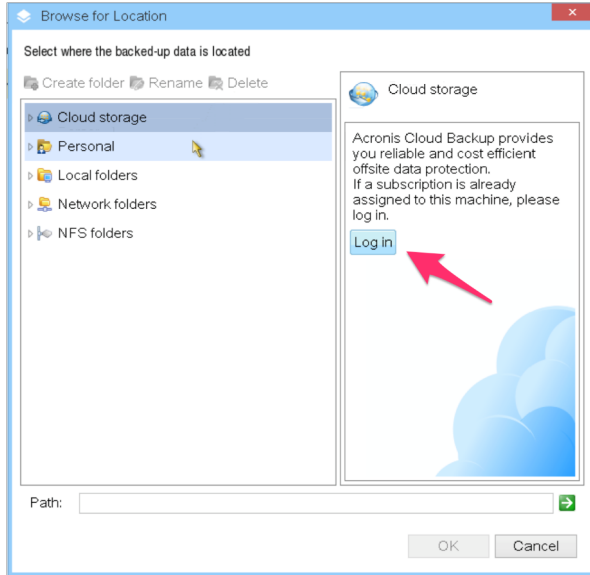 Browse for Location
Select where the backed-up data is located
Create folder Rename Delete
Cloud storage
Personal
Local folders
Network folders
NFS folders
Cloud storage
Acronis Cloud Backup provides
you reliable and cost efficient
offsite data protection.
If a subscription is already
assigned to this machine, please
log in.
Log in
Path:
OK Cancel